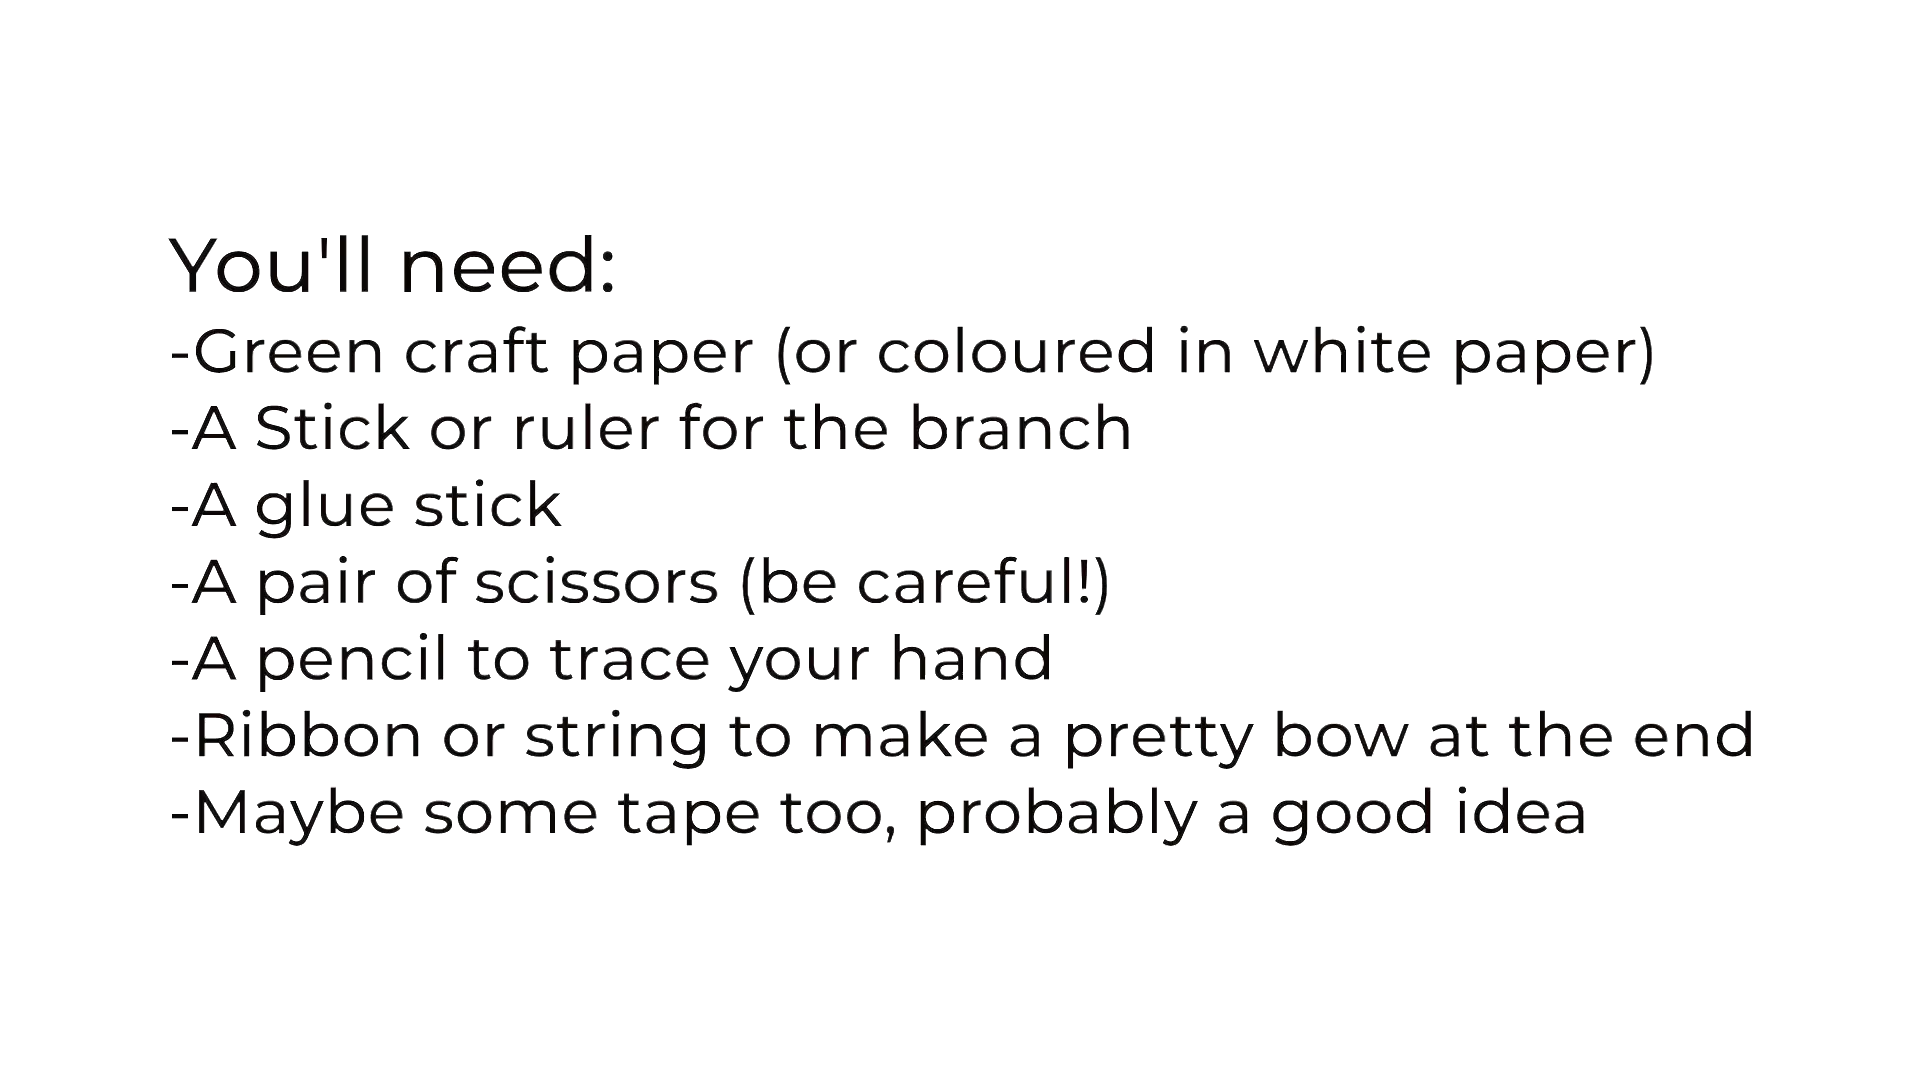 You'll need:
-Green craft paper (or coloured in white paper)
-A Stick or ruler for the branch
-A glue stick
-A pair of scissors (be careful!)
-A pencil to trace your hand
-Ribbon or string to make a pretty bow at the end
-Maybe some tape too, probably a good idea